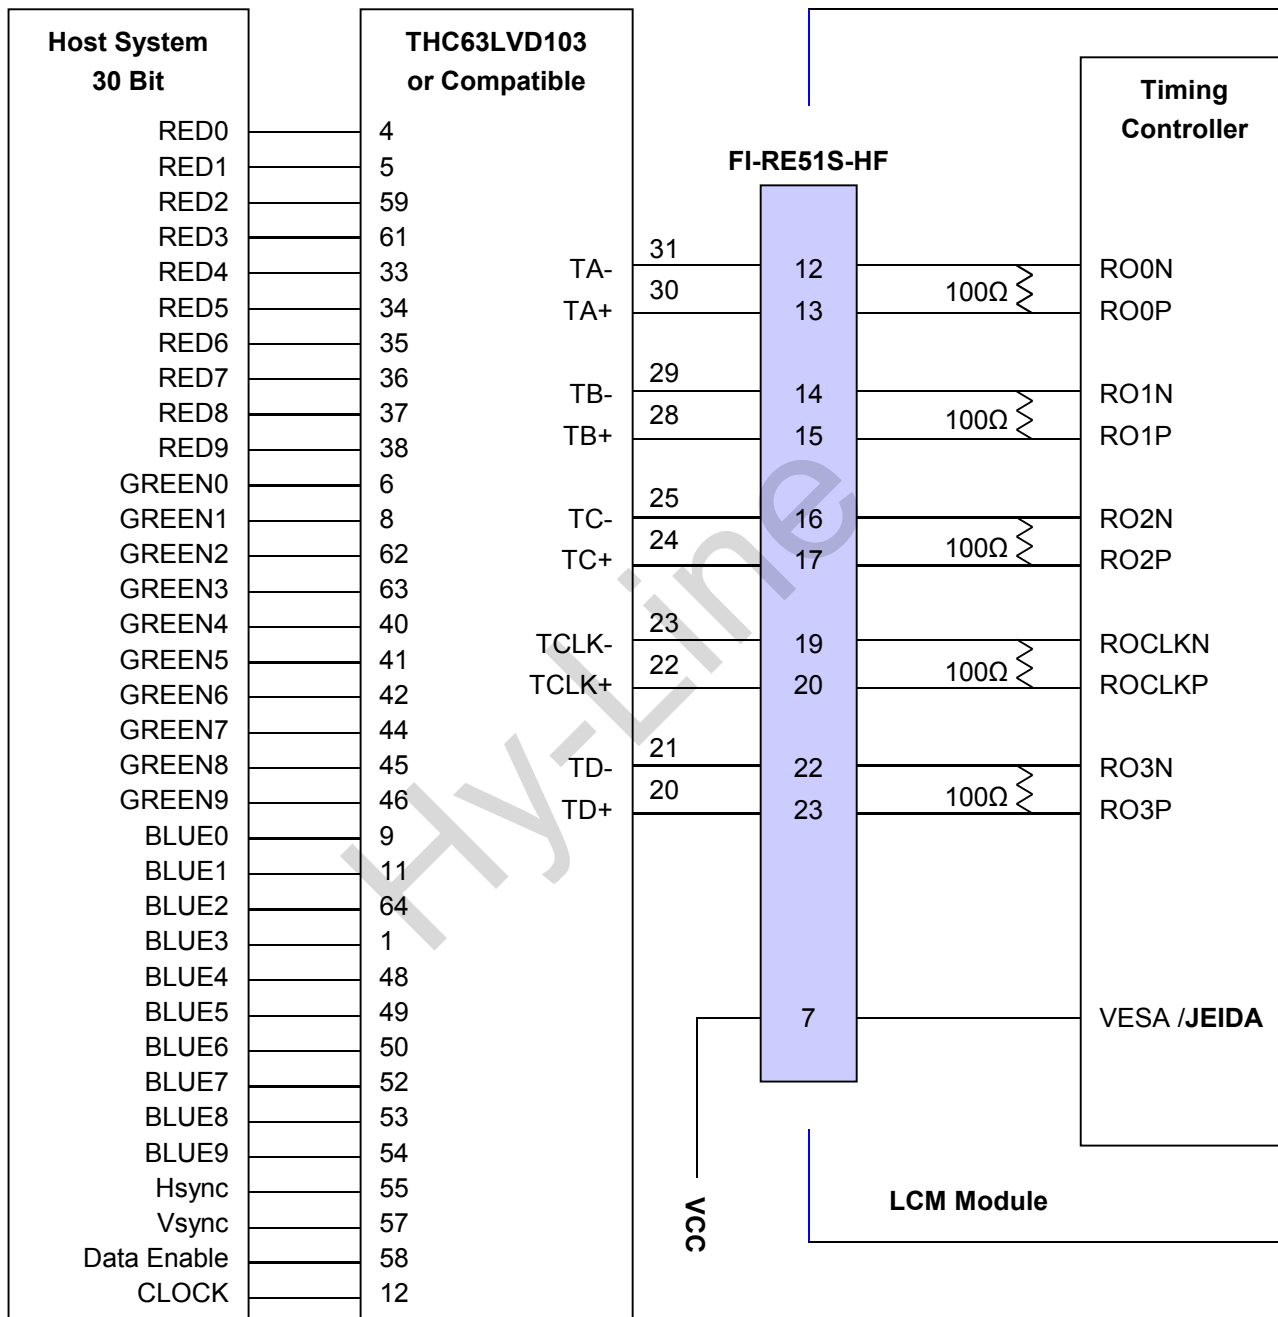 Host System
30 Bit
RED0
RED1
RED2
RED3
RED4
RED5
RED6
RED7
RED8
RED9
GREEN0
GREEN1
GREEN2
GREEN3
GREEN4
GREEN5
GREEN6
GREEN7
GREEN8
GREEN9
BLUE0
BLUE1
BLUE2
BLUE3
BLUE4
BLUE5
BLUE6
BLUE7
BLUE8
BLUE9
Hsync
Vsync
Data Enable
CLOCK
THC63LVD103
or Compatible
4
5
59
61
33
34
35
36
37
38
6
8
62
63
40
41
42
44
45
46
9
11
64
1
48
49
50
52
53
54
55
57
58
12
TA-
TA+
TB-
TB+
TC-
TC+
TCLK-
TCLK+
TD-
TD+
31
30
29
28
25
24
23
22
21
20
FI-RE51S-HF
12
13
14
15
16
17
19
20
22
23
7
100Ω
100Ω
100Ω
100Ω
100Ω
Timing
Controller
RO0N
RO0P
RO1N
RO1P
RO2N
RO2P
ROCLKN
ROCLKP
RO3N
RO3P
VESA /JEIDA
VCC
LCM Module
Hy-Line